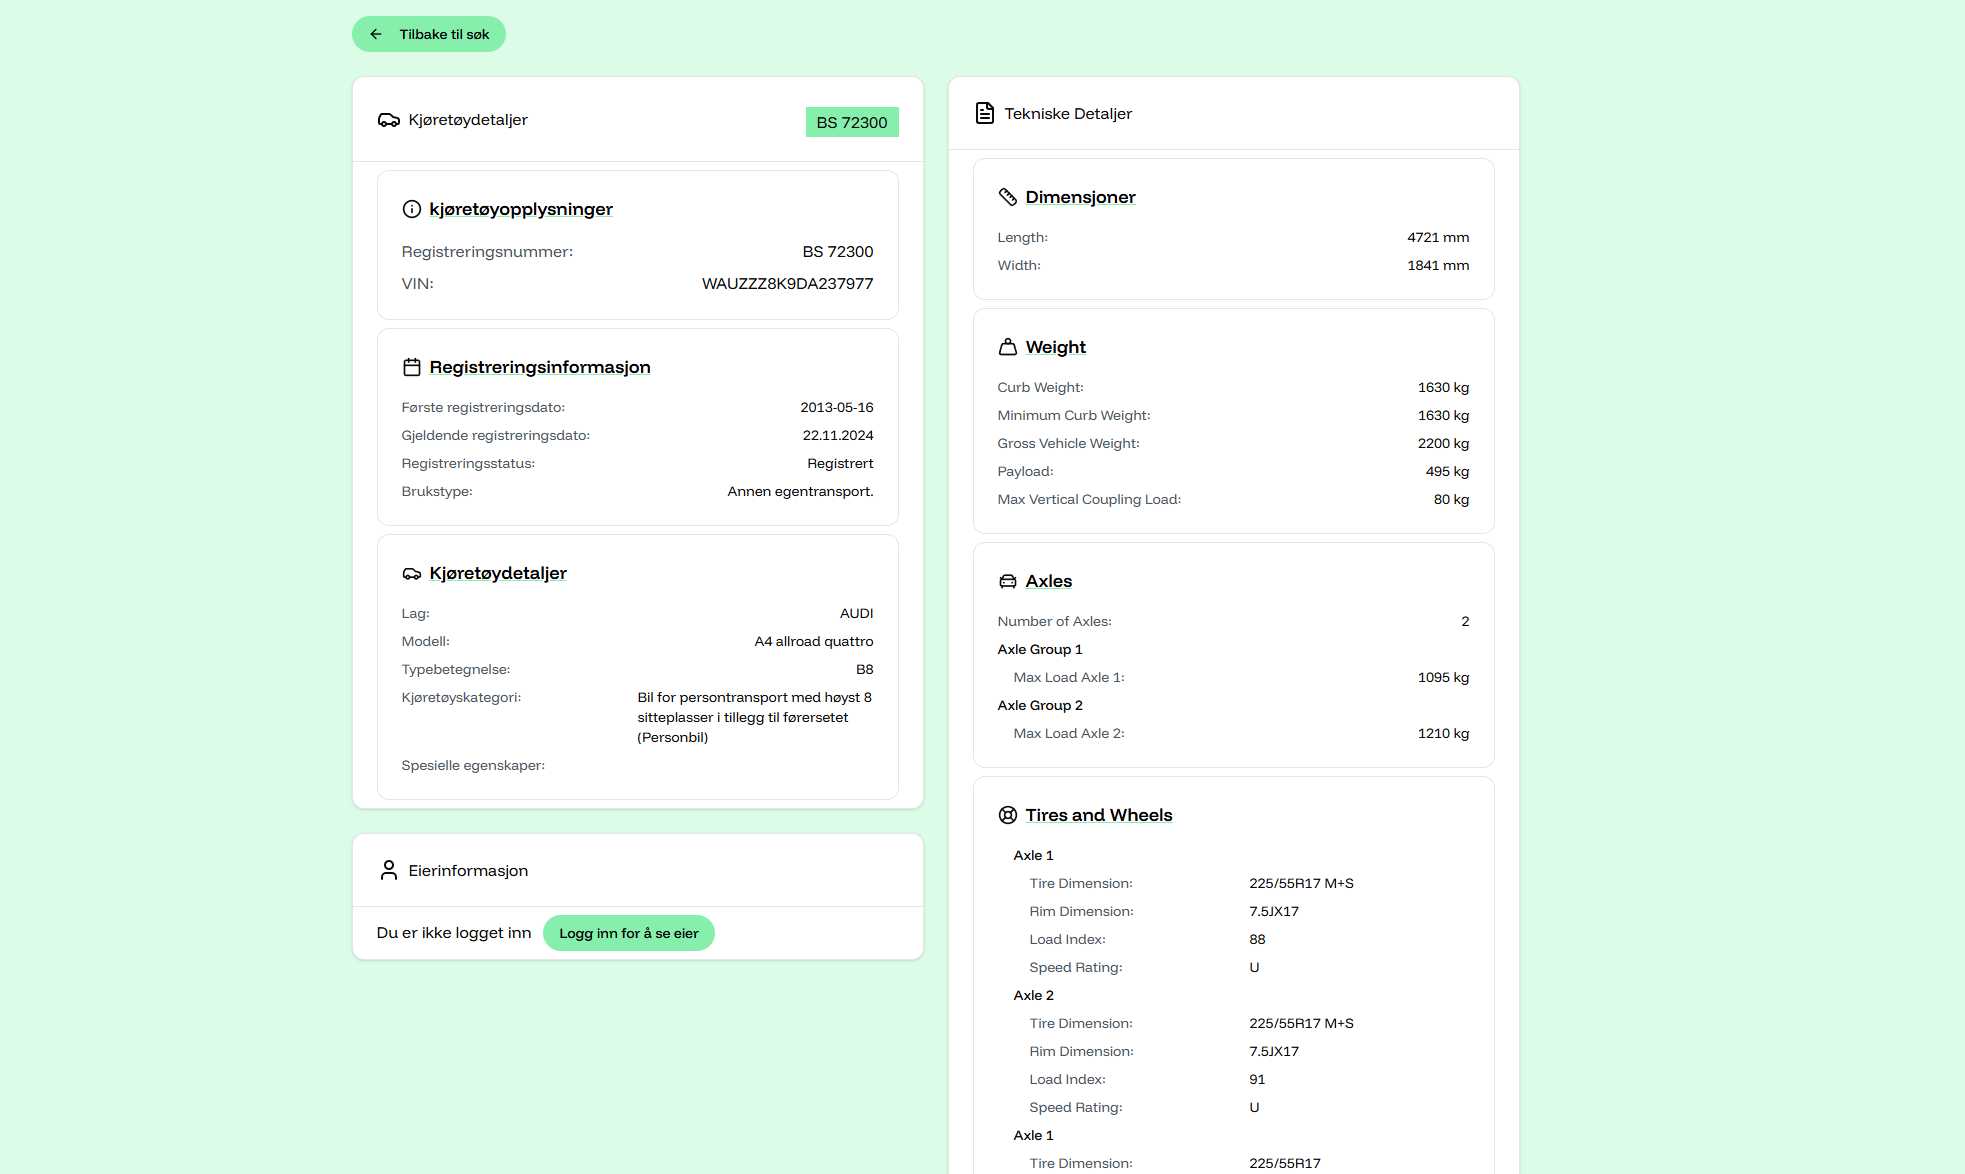 Tilbake til søk
Kjøretøydetaljer
BS 72300
kjøretøyopplysninger
Registreringsnummer: BS 72300
VIN: WAUZZZ8K9DA237977
Registreringsinformasjon
Første registreringsdato: 2013-05-16
Gjeldende registreringsdato: 22.11.2024
Registreringsstatus: Registrert
Brukstype: Annen egentransport.
Kjøretøydetaljer
Lag: AUDI
Modell: A4 allroad quattro
Typebetegnelse: B8
Kjøretøyskategori: Bil for persontransport med høyst 8
sitteplasser i tillegg til førersetet
(Personbil)
Spesielle egenskaper:
Eierinformasjon
Du er ikke logget inn Logg inn for å se eier
Tekniske Detaljer
Dimensjoner
Length: 4721 mm
Width: 1841 mm
Weight
Curb Weight: 1630 kg
Minimum Curb Weight: 1630 kg
Gross Vehicle Weight: 2200 kg
Payload: 495 kg
Max Vertical Coupling Load: 80 kg
Axles
Number of Axles: 2
Axle Group 1
Max Load Axle 1: 1095 kg
Axle Group 2
Max Load Axle 2: 1210 kg
Tires and Wheels
Axle 1
Tire Dimension: 225/55R17 M+S
Rim Dimension: 7.5JX17
Load Index: 88
Speed Rating: U
Axle 2
Tire Dimension: 225/55R17 M+S
Rim Dimension: 7.5JX17
Load Index: 91
Speed Rating: U
Axle 1
Tire Dimension: 225/55R17